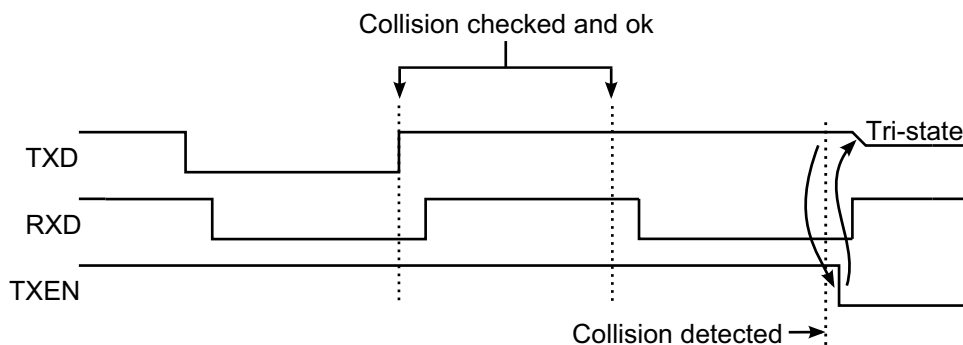 Collision checked and ok
TXD
Tri-state
RXD
TXEN
Collision detected